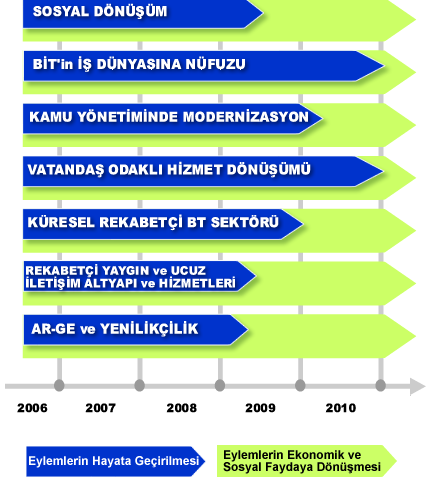 SOSYAL DÖNÜŞÜM
BİT'in İŞ DÜNYASINA NÜFUZU
KAMU YÖNETİMİNDE MODERNİZASYON
VATANDAŞ ODAKLI HİZMET DÖNÜŞÜMÜ
KÜRESEL REKABETÇİ BT SEKTÖRÜ
REKABETÇİ YAYGIN ve UCUZ
İLETİŞİM ALTYAPI ve HİZMETLERİ
AR-GE ve YENİLİKÇİLİK
2006 2007 2008 2009 2010
Eylemlerin Hayata Geçirilmesi
Eylemlerin Ekonomik ve
Sosyal Faydaya Dönüşmesi